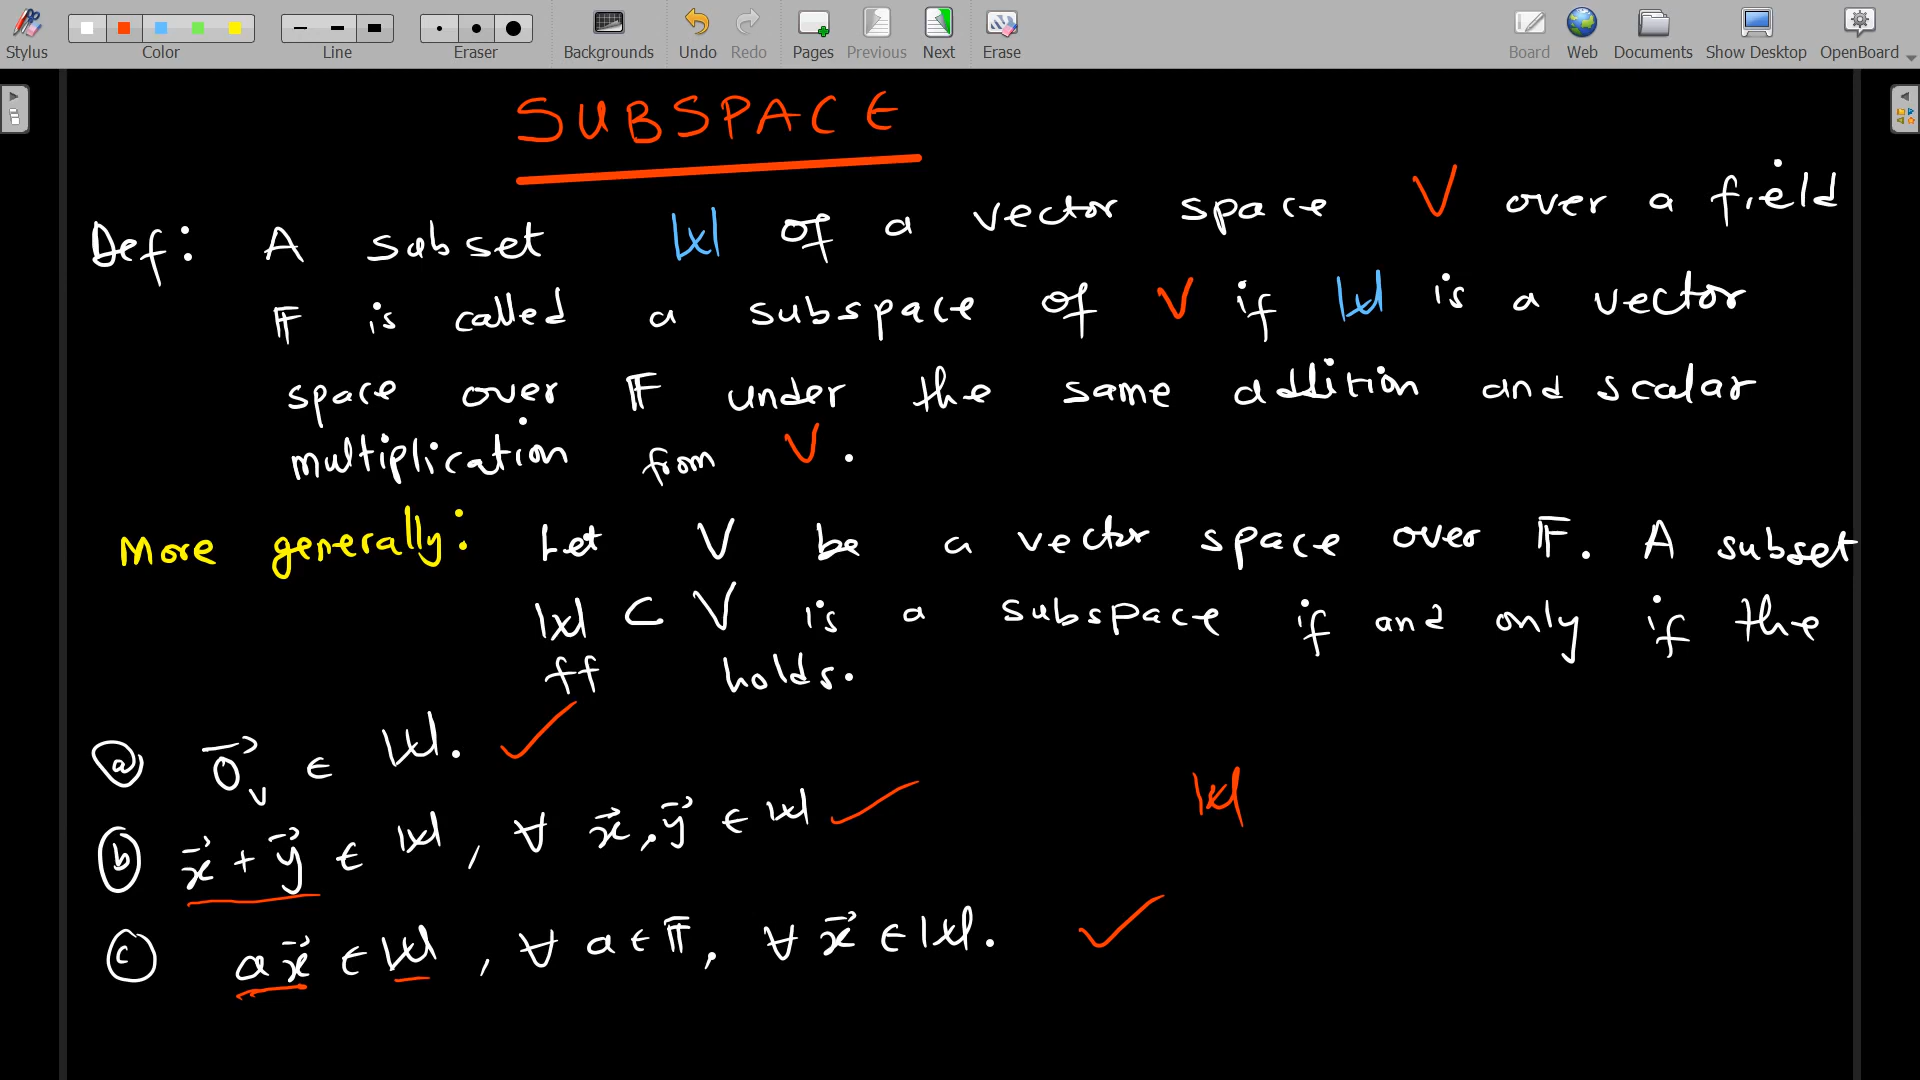 Stylus Color Line Eraser Backgrounds Undo Redo Pages Previous Next Erase Board Web Documents Show Desktop OpenBoard
SUBSPACE
Def: A subset W of a vector space V over a field
𝔽 is called a subspace of V if W is a vector
space over 𝔽 under the same addition and scalar
multiplication from V.
More generally: Let V be a vector space over 𝔽. A subset
W ⊂ V is a subspace if and only if the
ff holds.
ⓐ 0⃗ᵥ ∈ W.
ⓑ x⃗ + y⃗ ∈ W, ∀ x⃗, y⃗ ∈ W
W
ⓒ ax⃗ ∈ W, ∀ a ∈ 𝔽, ∀ x⃗ ∈ W.